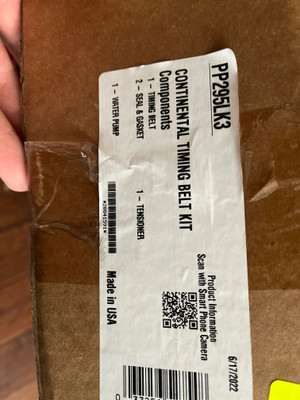 PP295LK3
CONTINENTAL TIMING BELT KIT
Components
1 - TIMING BELT
2 - SEAL & GASKET
1 - WATER PUMP
1 - TENSIONER
Product Information
Scan with Smart Phone Camera
Made in USA
6/17/2022